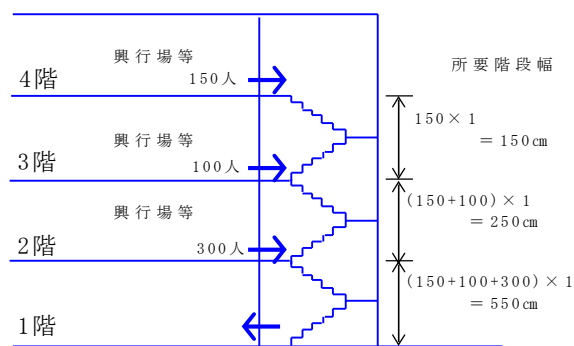 興行場等
所要階段幅
4階
150人
150×1
=150㎝
興行場等
3階
100人
(150+100)×1
=250㎝
興行場等
2階
300人
(150+100+300)×1
=550㎝
1階